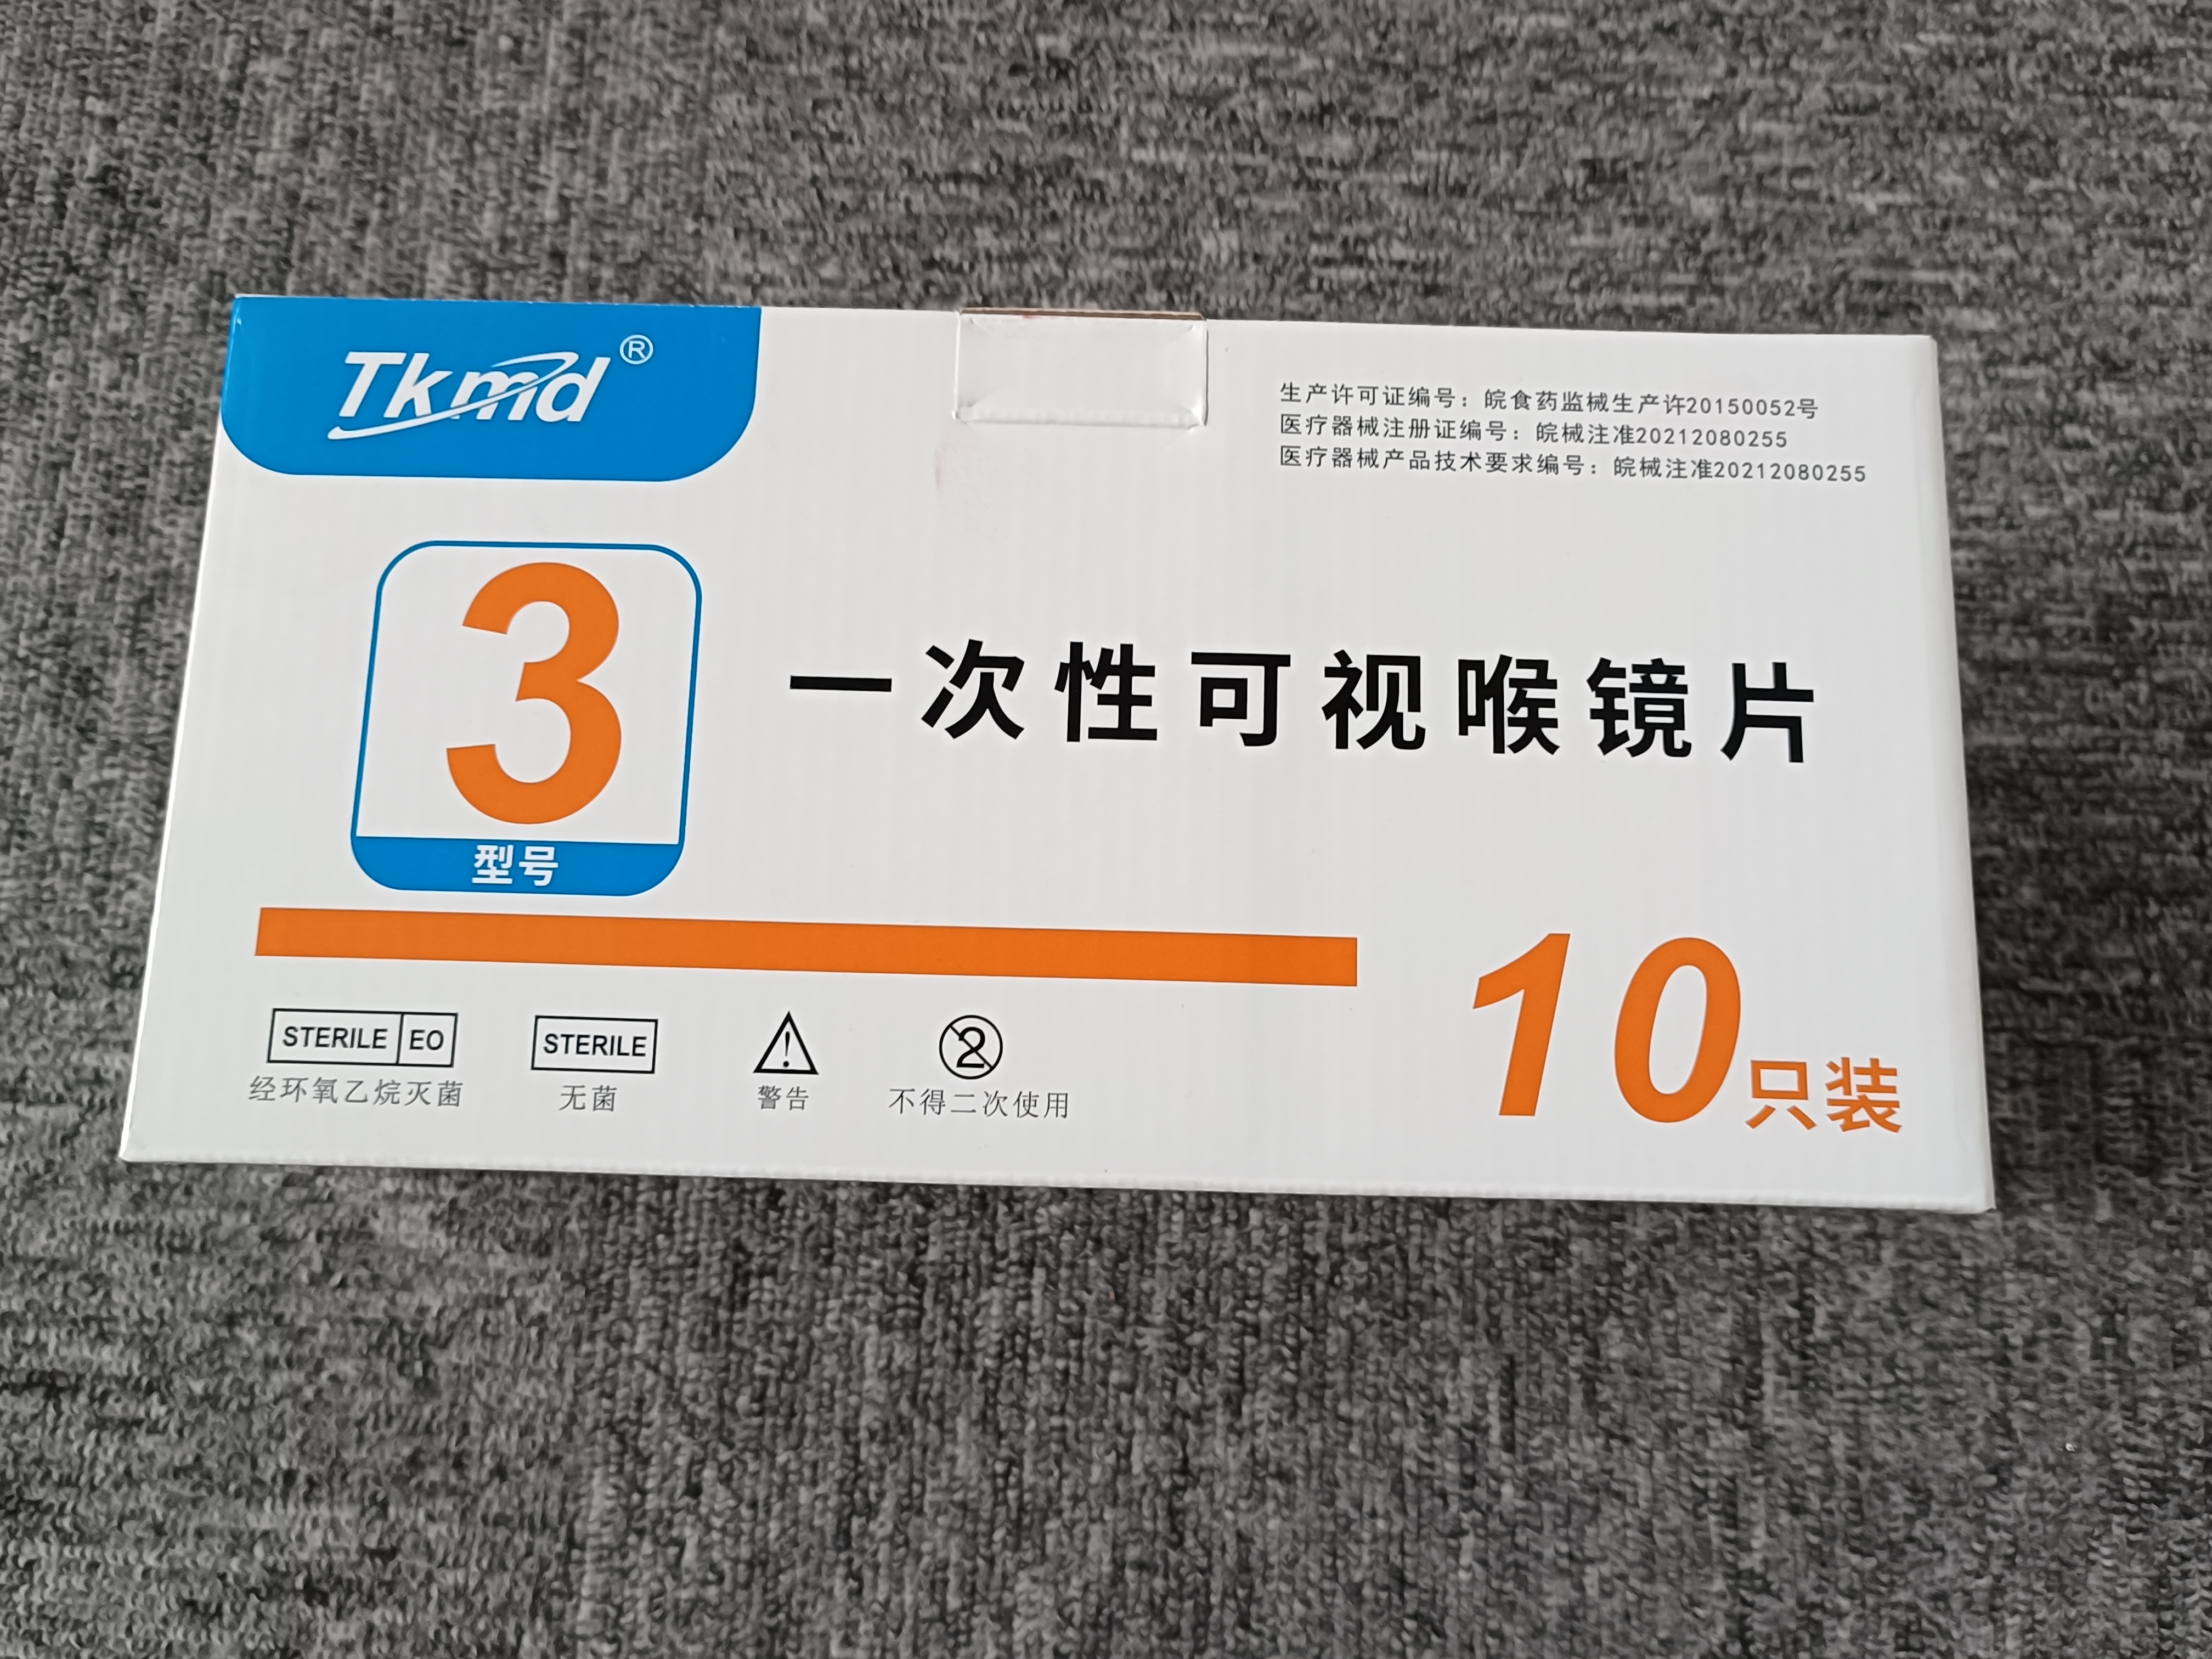 Tkmd®
生产许可证编号：皖食药监械生产许20150052号
医疗器械注册证编号：皖械注准20212080255
医疗器械产品技术要求编号：皖械注准20212080255
3
型号
一次性可视喉镜片
10只装
STERILE EO
经环氧乙烷灭菌
STERILE
无菌
!
警告
2
不得二次使用